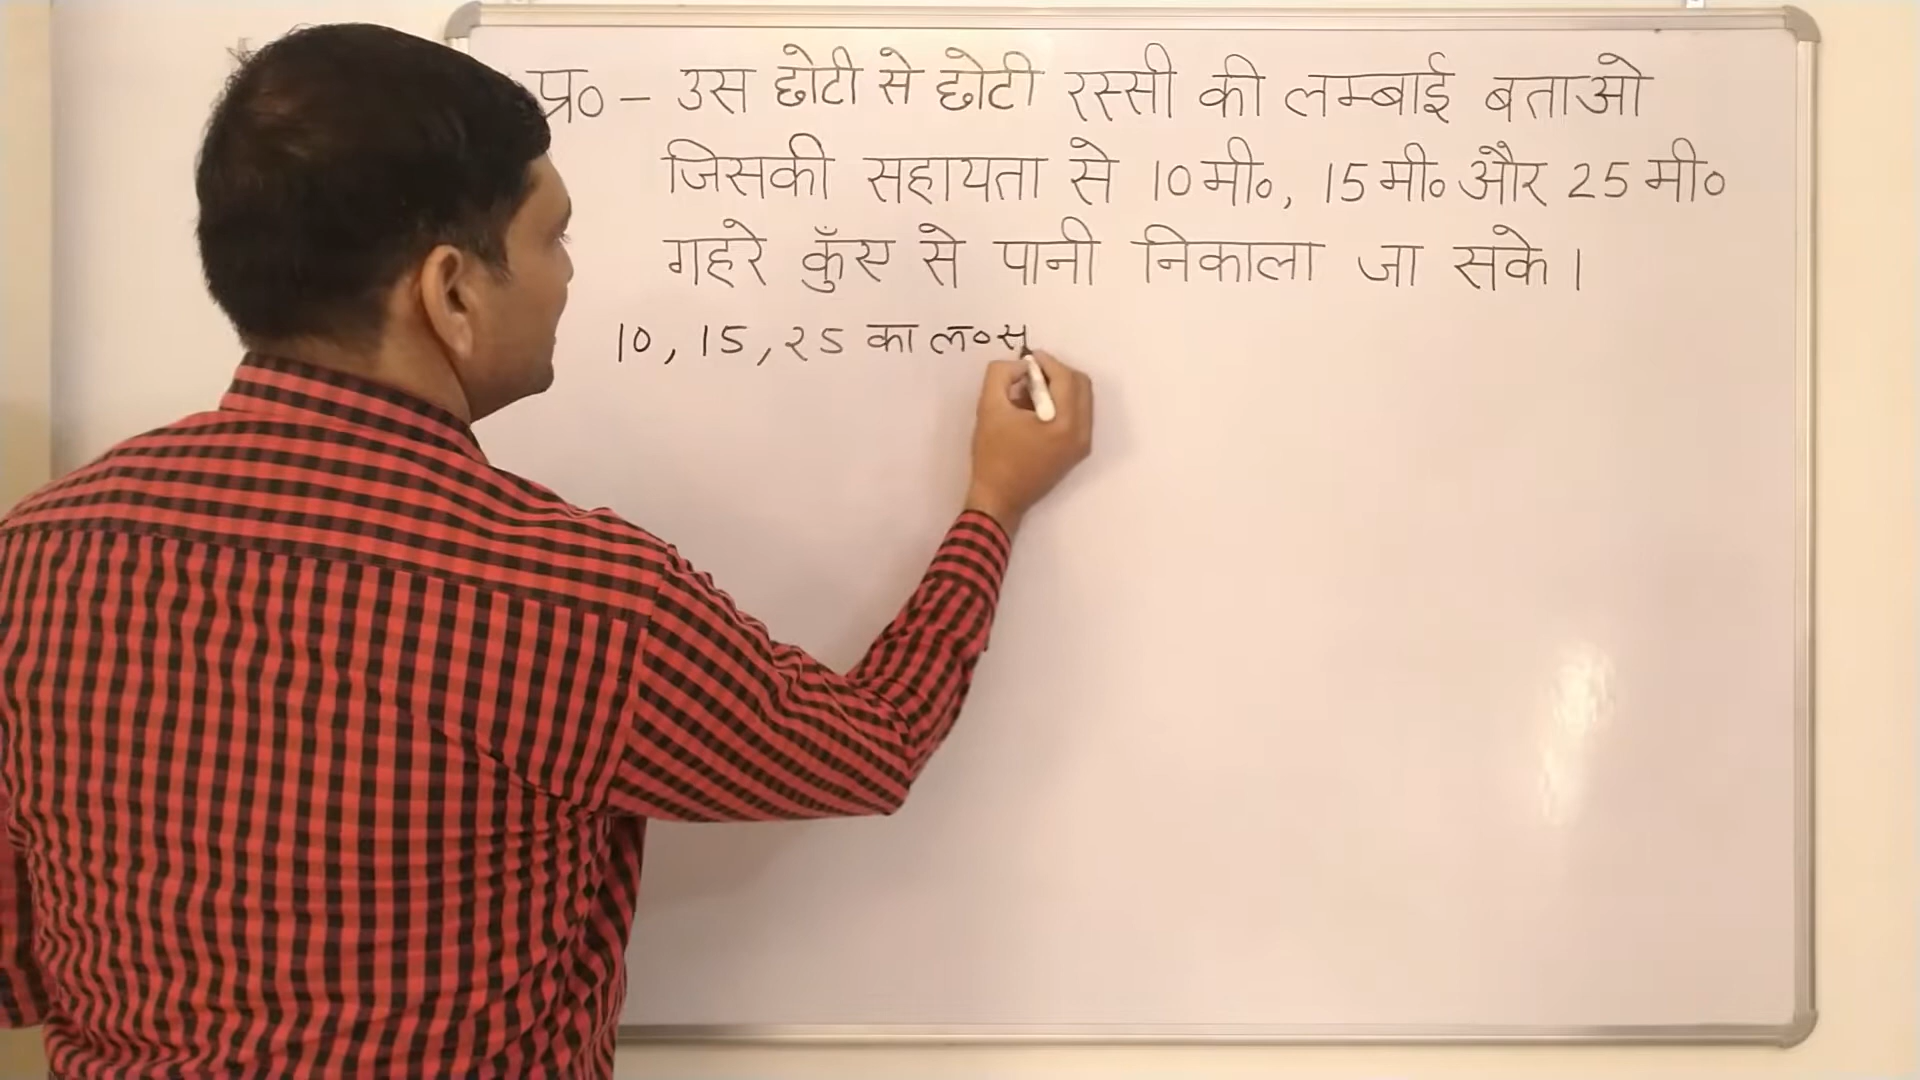 प्र० – उस छोटी से छोटी रस्सी की लम्बाई बताओ
जिसकी सहायता से 10 मी०, 15 मी० और 25 मी०
गहरे कुँए से पानी निकाला जा सके।
10, 15, 25 का ल०स